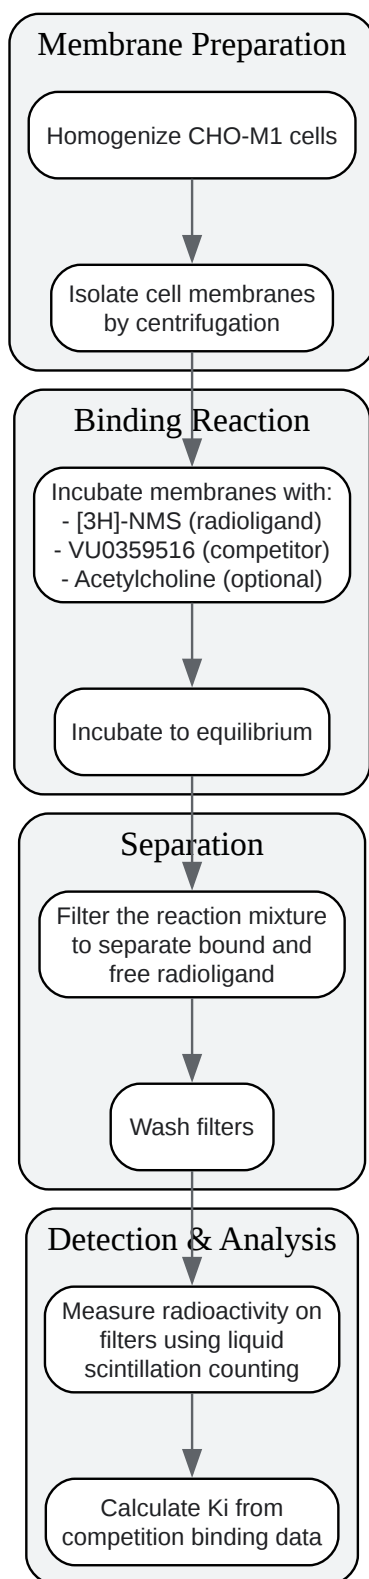 Membrane Preparation
Homogenize CHO-M1 cells
Isolate cell membranes
by centrifugation
Binding Reaction
Incubate membranes with:
- [3H]-NMS (radioligand)
- VU0359516 (competitor)
- Acetylcholine (optional)
Incubate to equilibrium
Separation
Filter the reaction mixture
to separate bound and
free radioligand
Wash filters
Detection & Analysis
Measure radioactivity on
filters using liquid
scintillation counting
Calculate Ki from
competition binding data